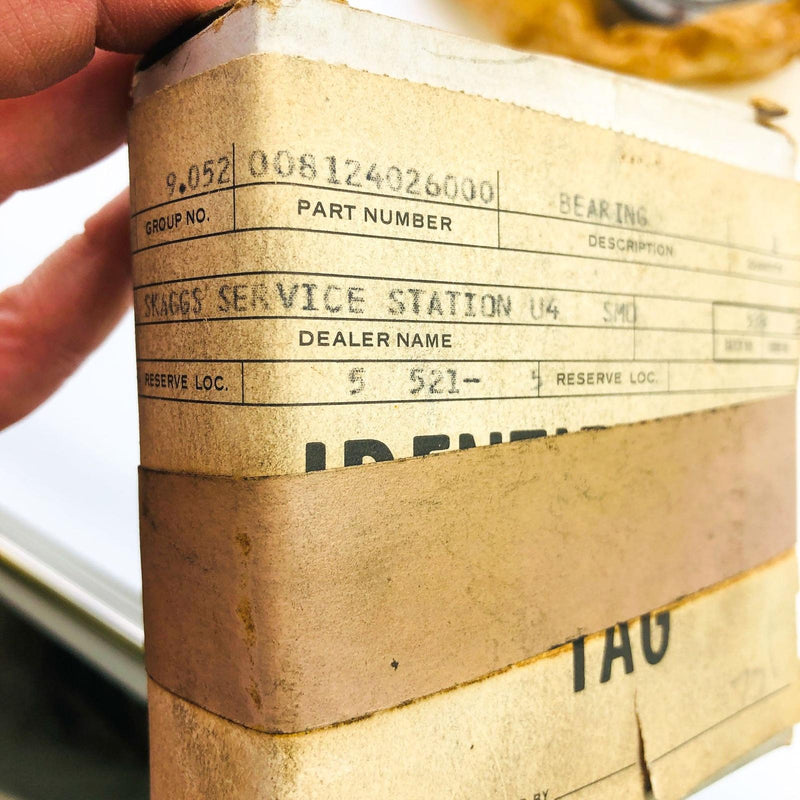 9.052 008124026000 BEARING
GROUP NO. PART NUMBER DESCRIPTION
SKAGGS SERVICE STATION U4 SMO
DEALER NAME
RESERVE LOC. 5 521- 5 RESERVE LOC.
TAG
BY